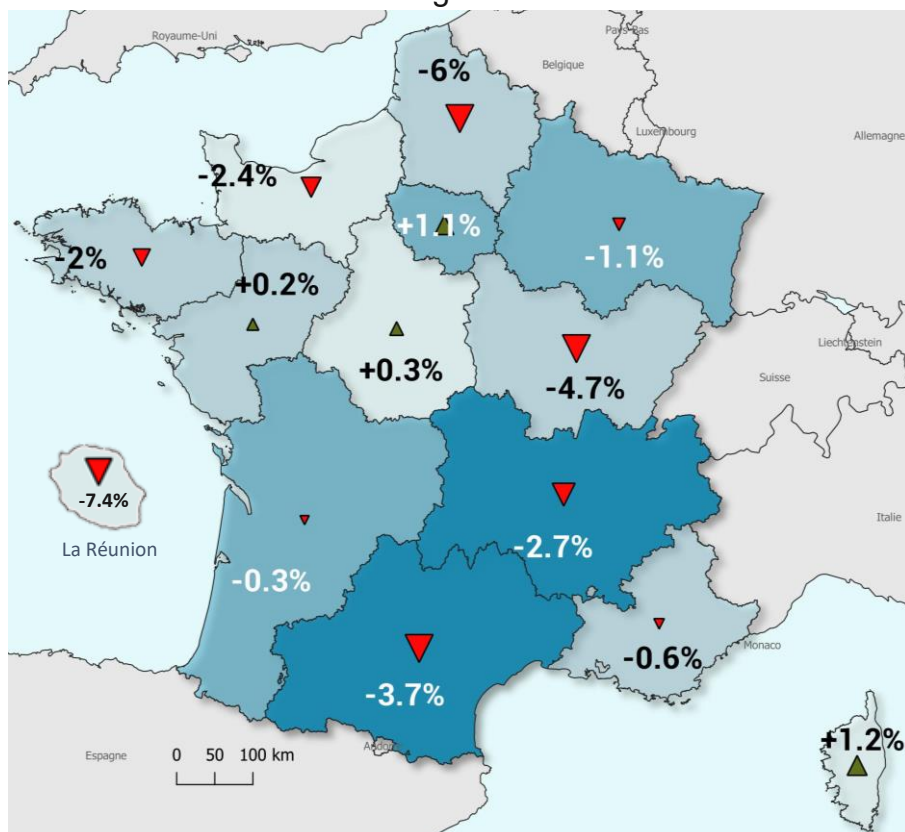 Royaume-Uni
Pays-Bas
Belgique
-6%
Luxembourg
Allemagne
-2.4%
+1.1%
-1.1%
-2%
+0.2%
Liechtenstein
+0.3%
-4.7%
Suisse
-7.4%
La Réunion
-2.7%
Italie
-0.3%
-0.6%
Monaco
-3.7%
+1.2%
Espagne
0 50 100 km